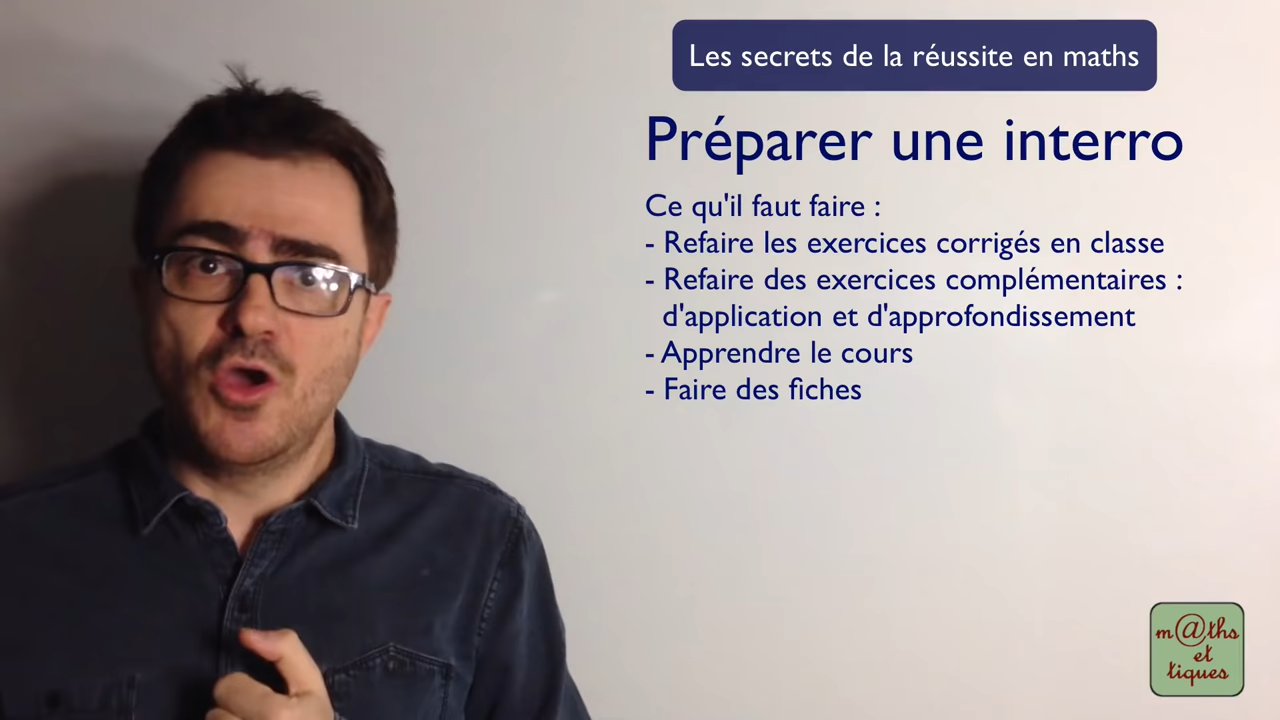 Les secrets de la réussite en maths
Préparer une interro
Ce qu'il faut faire :
- Refaire les exercices corrigés en classe
- Refaire des exercices complémentaires :
d'application et d'approfondissement
- Apprendre le cours
- Faire des fiches
m@ths
et
tiques